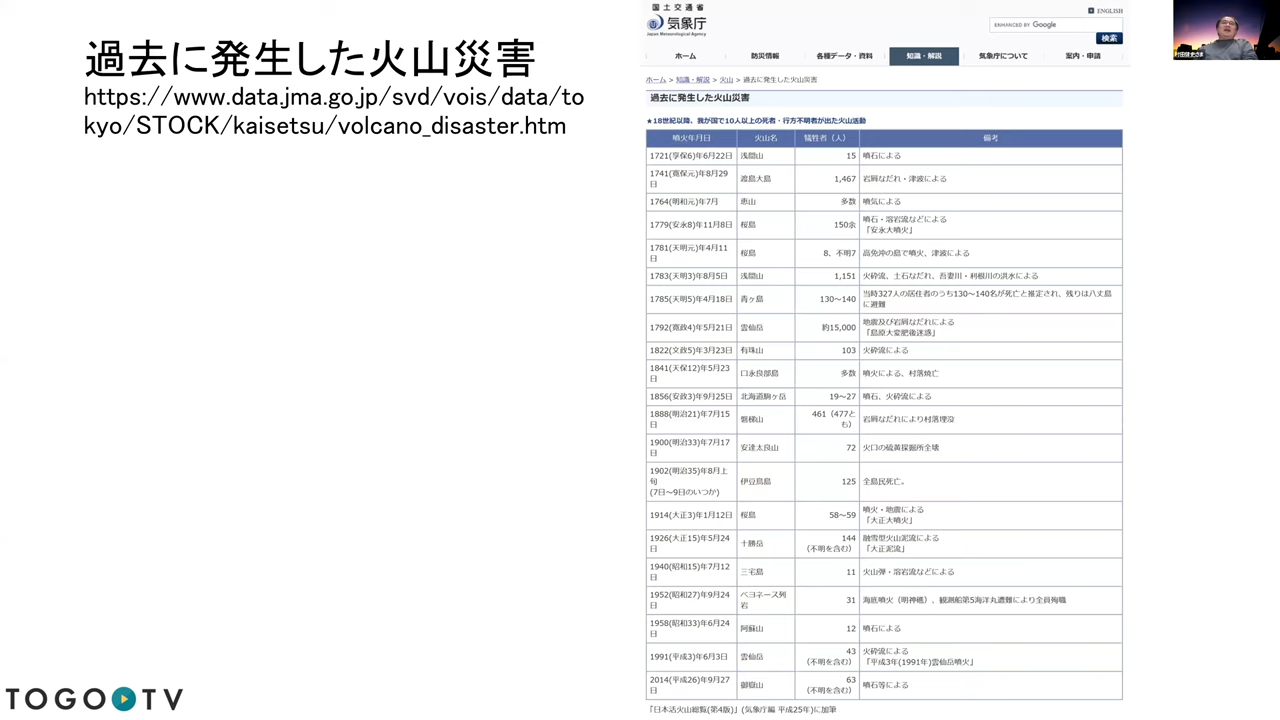 過去に発生した火山災害
https://www.data.jma.go.jp/svd/vois/data/to
kyo/STOCK/kaisetsu/volcano_disaster.htm
国土交通省
気象庁
Japan Meteorological Agency
ENGLISH
ENHANCED BY Google
検索
ホーム 防災情報 各種データ・資料 知識・解説 気象庁について 案内・申請
ホーム > 知識・解説 > 火山 > 過去に発生した火山災害
過去に発生した火山災害
★18世紀以降、我が国で10人以上の死者・行方不明者が出た火山活動
噴火年月日 火山名 犠牲者(人) 備考
1721(享保6)年6月22日 浅間山 15 噴石による
1741(寛保元)年8月29
日 渡島大島 1,467 岩屑なだれ・津波による
1764(明和元)年7月 恵山 多数 噴気による
1779(安永8)年11月8日 桜島 150余 噴石・溶岩流などによる
「安永大噴火」
1781(天明元)年4月11
日 桜島 8、不明7 高免沖の島で噴火、津波による
1783(天明3)年8月5日 浅間山 1,151 火砕流、土石なだれ、吾妻川・利根川の洪水による
1785(天明5)年4月18日 青ヶ島 130~140 当時327人の居住者のうち130~140名が死亡と推定され、残りは八丈島
に避難
1792(寛政4)年5月21日 雲仙岳 約15,000 地震及び岩屑なだれによる
「島原大変肥後迷惑」
1822(文政5)年3月23日 有珠山 103 火砕流による
1841(天保12)年5月23
日 口永良部島 多数 噴火による、村落焼亡
1856(安政3)年9月25日 北海道駒ヶ岳 19~27 噴石、火砕流による
1888(明治21)年7月15
日 磐梯山 461(477と
も) 岩屑なだれにより村落埋没
1900(明治33)年7月17
日 安達太良山 72 火口の硫黄採掘所全壊
1902(明治35)年8月上
旬
(7日~9日のいつか) 伊豆鳥島 125 全島民死亡。
1914(大正3)年1月12日 桜島 58~59 噴火・地震による
「大正大噴火」
1926(大正15)年5月24
日 十勝岳 144
(不明を含む) 融雪型火山泥流による
「大正泥流」
1940(昭和15)年7月12
日 三宅島 11 火山弾・溶岩流などによる
1952(昭和27)年9月24
日 ベヨネース列
岩 31 海底噴火(明神礁)、観測船第5海洋丸遭難により全員殉職
1958(昭和33)年6月24
日 阿蘇山 12 噴石による
1991(平成3)年6月3日 雲仙岳 43
(不明を含む) 火砕流による
「平成3年(1991年)雲仙岳噴火」
2014(平成26)年9月27
日 御嶽山 63
(不明を含む) 噴石等による
「日本活火山総覧(第4版)」(気象庁編 平成25年)に加筆
TOGO TV